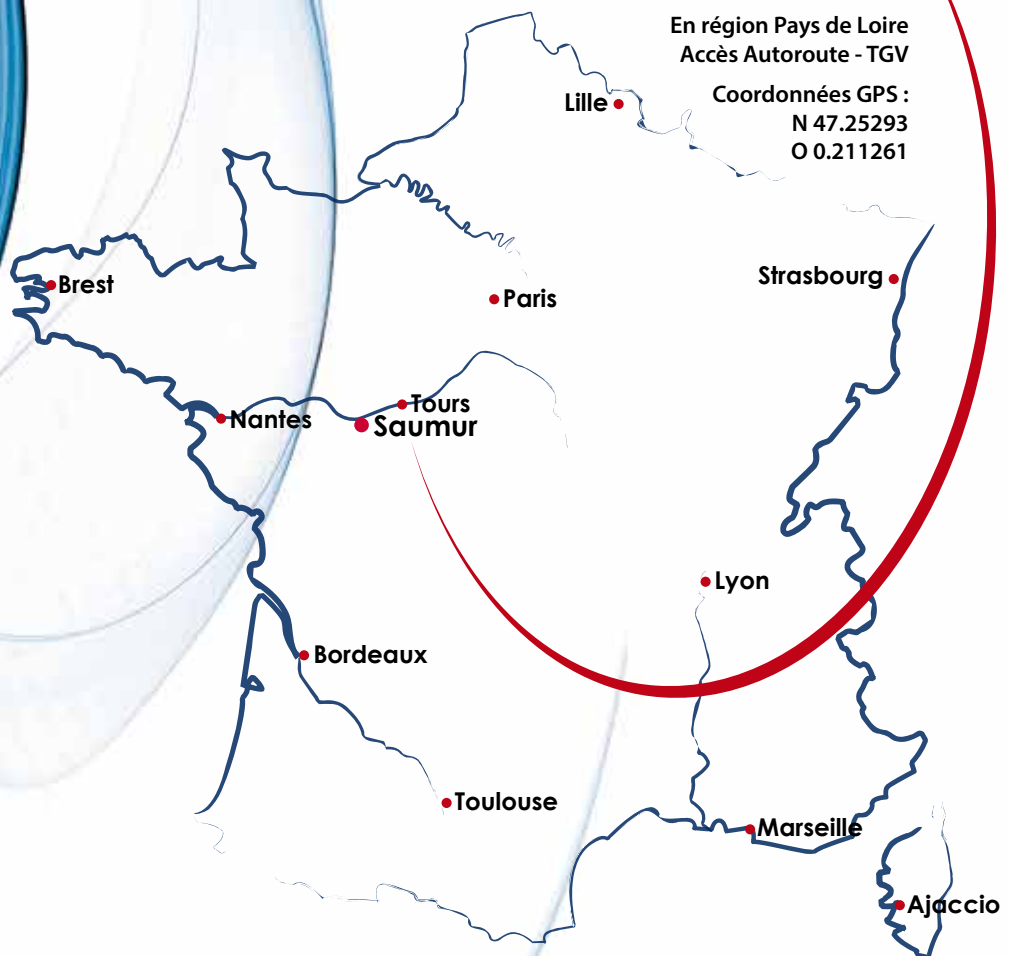 En région Pays de Loire
Accès Autoroute - TGV
Coordonnées GPS :
N 47.25293
O 0.211261
Lille
Brest
Paris
Strasbourg
Tours
Nantes
Saumur
Lyon
Bordeaux
Toulouse
Marseille
Ajaccio